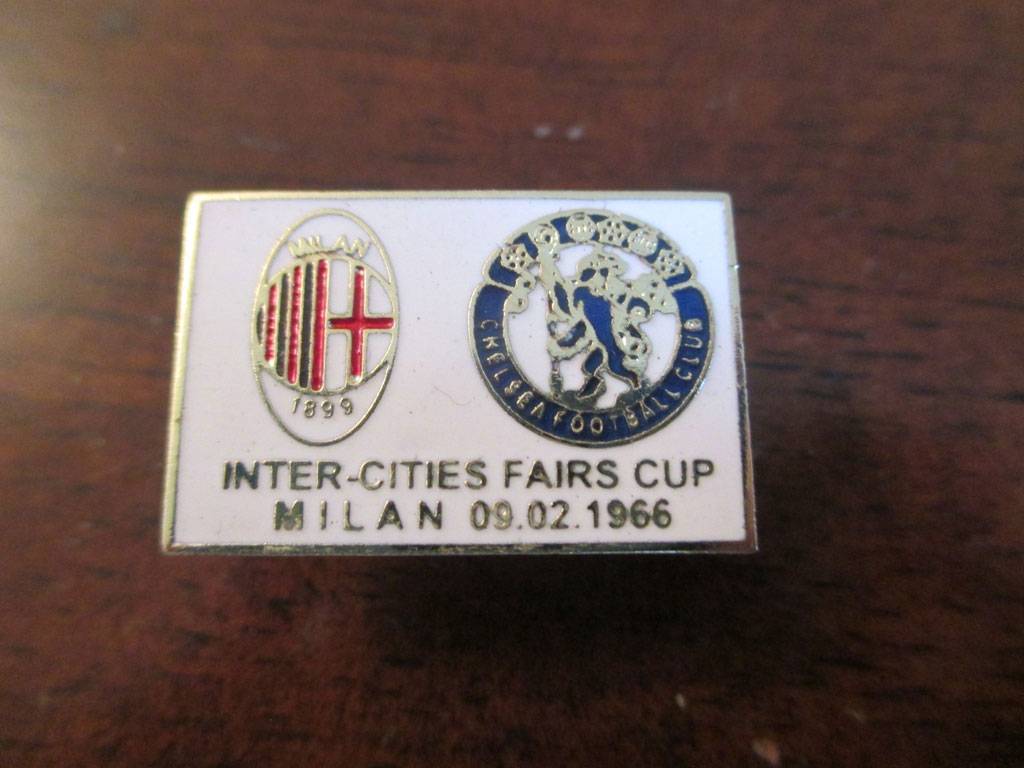 MILAN
1899
CHELSEA FOOTBALL CLUB
INTER-CITIES FAIRS CUP
MILAN 09.02.1966